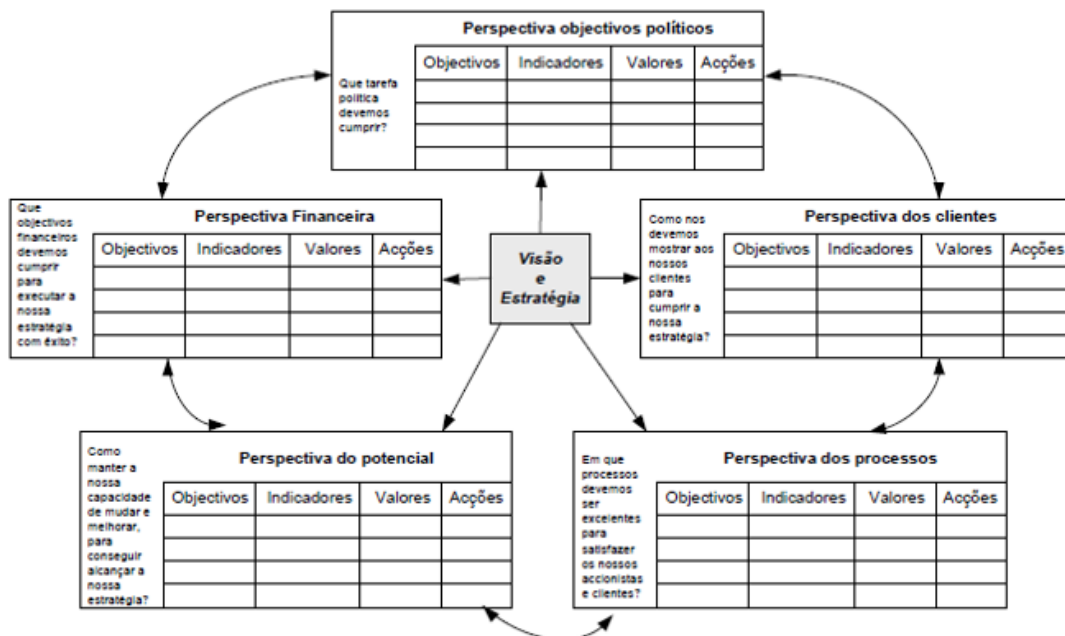 Perspectiva objectivos políticos
Objectivos Indicadores Valores Acções
Que tarefa
política
devemos
cumprir?
Perspectiva Financeira
Que
objectivos
financeiros
devemos
cumprir
para
executar a
nossa
estratégia
com êxito?
Objectivos Indicadores Valores Acções
Visão
e
Estratégia
Perspectiva dos clientes
Como nos
devemos
mostrar aos
nossos
clientes
para
cumprir a
nossa
estratégia?
Objectivos Indicadores Valores Acções
Perspectiva do potencial
Como
manter a
nossa
capacidade
de mudar e
melhorar,
para
conseguir
alcançar a
nossa
estratégia?
Objectivos Indicadores Valores Acções
Perspectiva dos processos
Em que
processos
devemos
ser
excelentes
para
satisfazer
os nossos
accionistas
e clientes?
Objectivos Indicadores Valores Acções